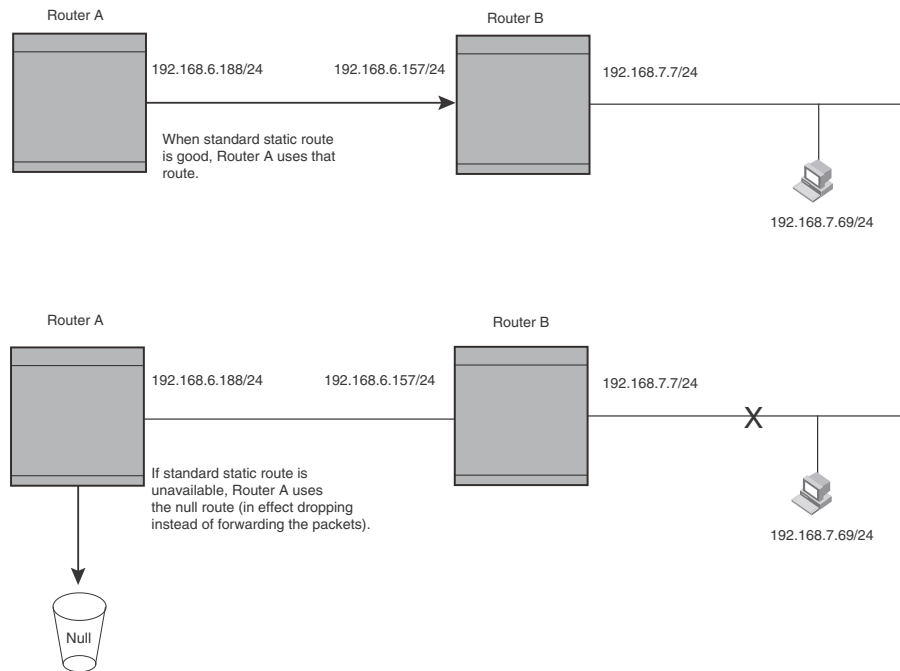 Router A
Router B
192.168.6.188/24
192.168.6.157/24
192.168.7.7/24
When standard static route
is good, Router A uses that
route.
192.168.7.69/24
Router A
Router B
192.168.6.188/24
192.168.6.157/24
192.168.7.7/24
X
If standard static route is
unavailable, Router A uses
the null route (in effect dropping
instead of forwarding the packets).
192.168.7.69/24
Null